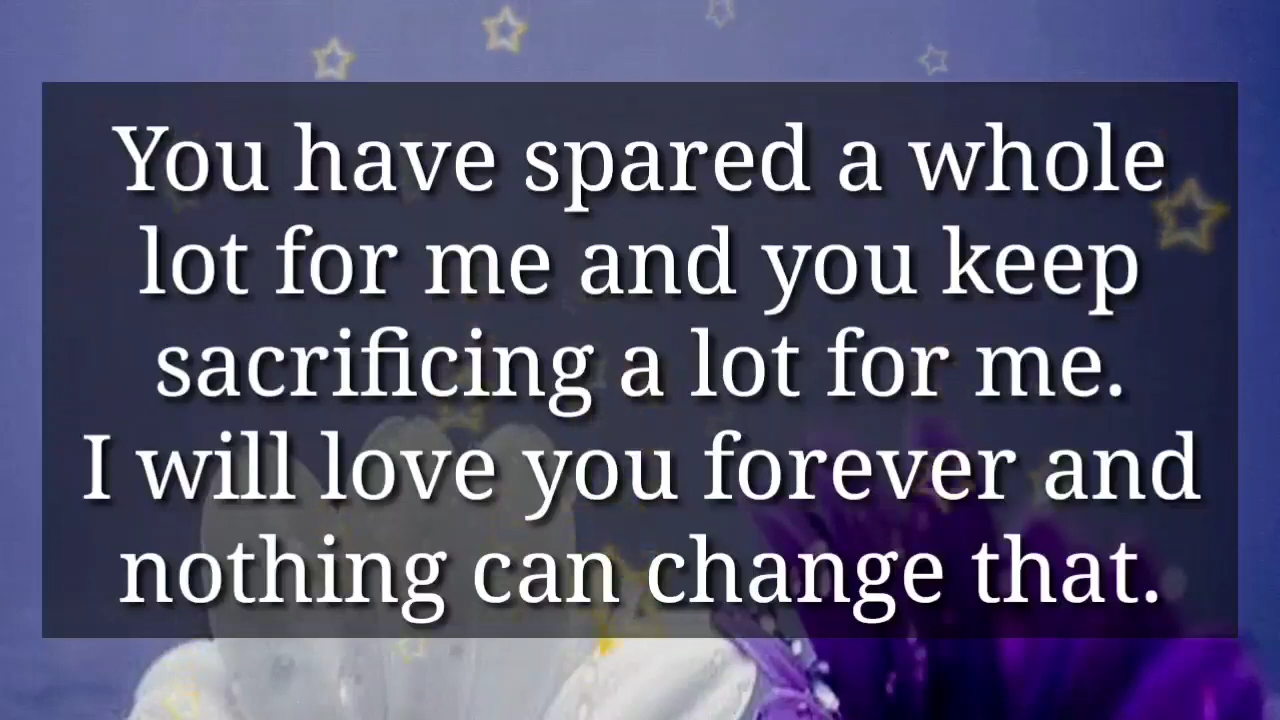 You have spared a whole
lot for me and you keep
sacrificing a lot for me.
I will love you forever and
nothing can change that.